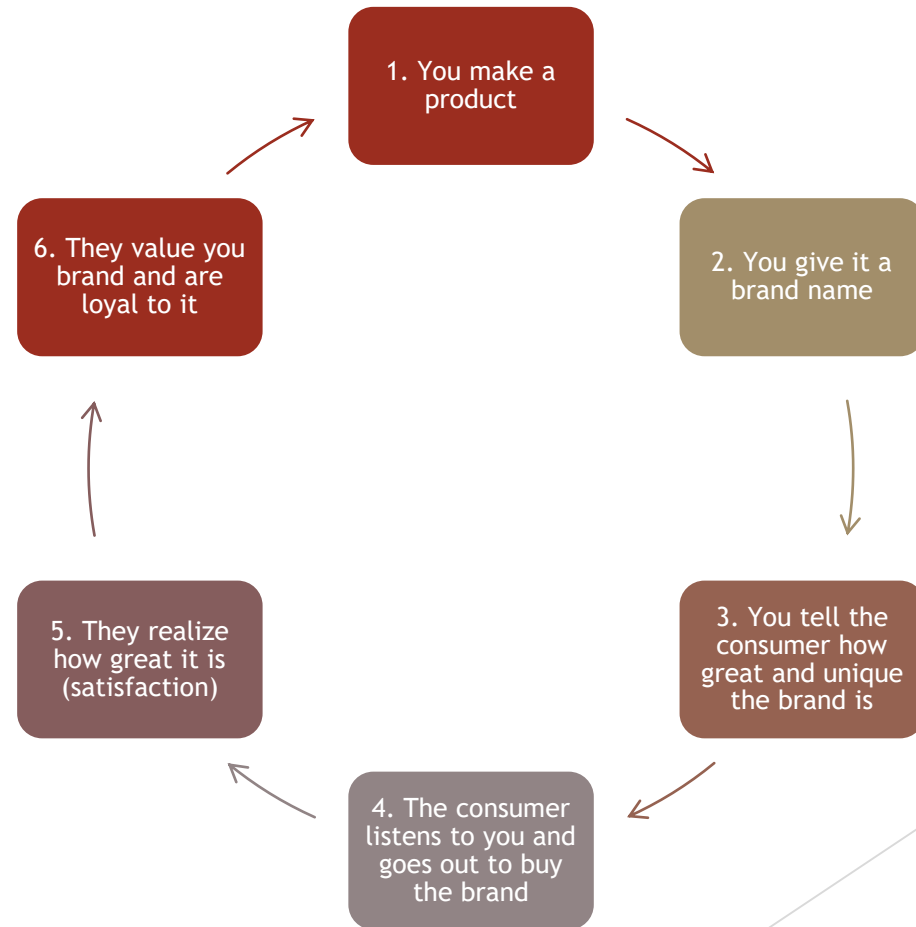 1. You make a
product
2. You give it a
brand name
3. You tell the
consumer how
great and unique
the brand is
4. The consumer
listens to you and
goes out to buy
the brand
5. They realize
how great it is
(satisfaction)
6. They value you
brand and are
loyal to it